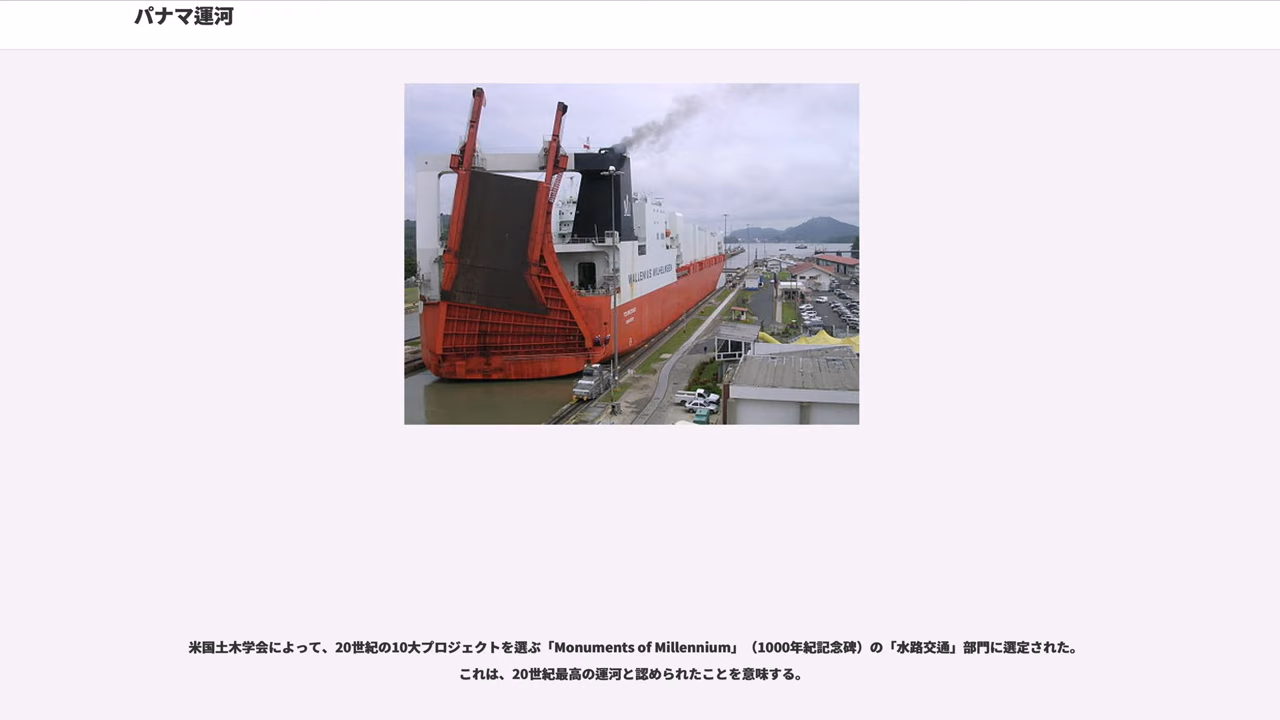 パナマ運河
WALLENIUS WILHELMSEN
米国土木学会によって、20世紀の10大プロジェクトを選ぶ「Monuments of Millennium」（1000年紀記念碑）の「水路交通」部門に選定された。
これは、20世紀最高の運河と認められたことを意味する。